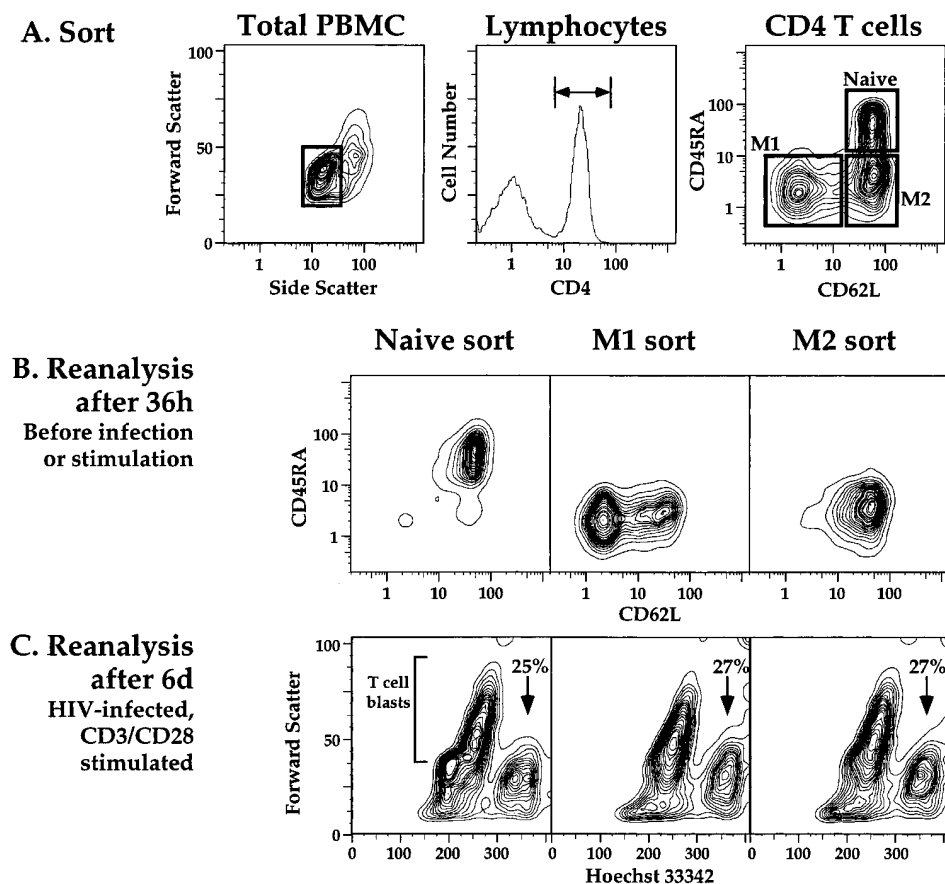 A. Sort
Total PBMC
Lymphocytes
CD4 T cells
Forward Scatter
100
50
0
1 10 100
Side Scatter
Cell Number
1 10 100
CD4
CD45RA
100
10
1
Naive
M1
M2
1 10 100
CD62L
B. Reanalysis
after 36h
Before infection
or stimulation
Naive sort
M1 sort
M2 sort
CD45RA
100
10
1
1 10 100
1 10 100
1 10 100
CD62L
C. Reanalysis
after 6d
HIV-infected,
CD3/CD28
stimulated
Forward Scatter
100
50
0
T cell
blasts
25%
27%
27%
0 100 200 300
0 100 200 300
0 100 200 300
Hoechst 33342